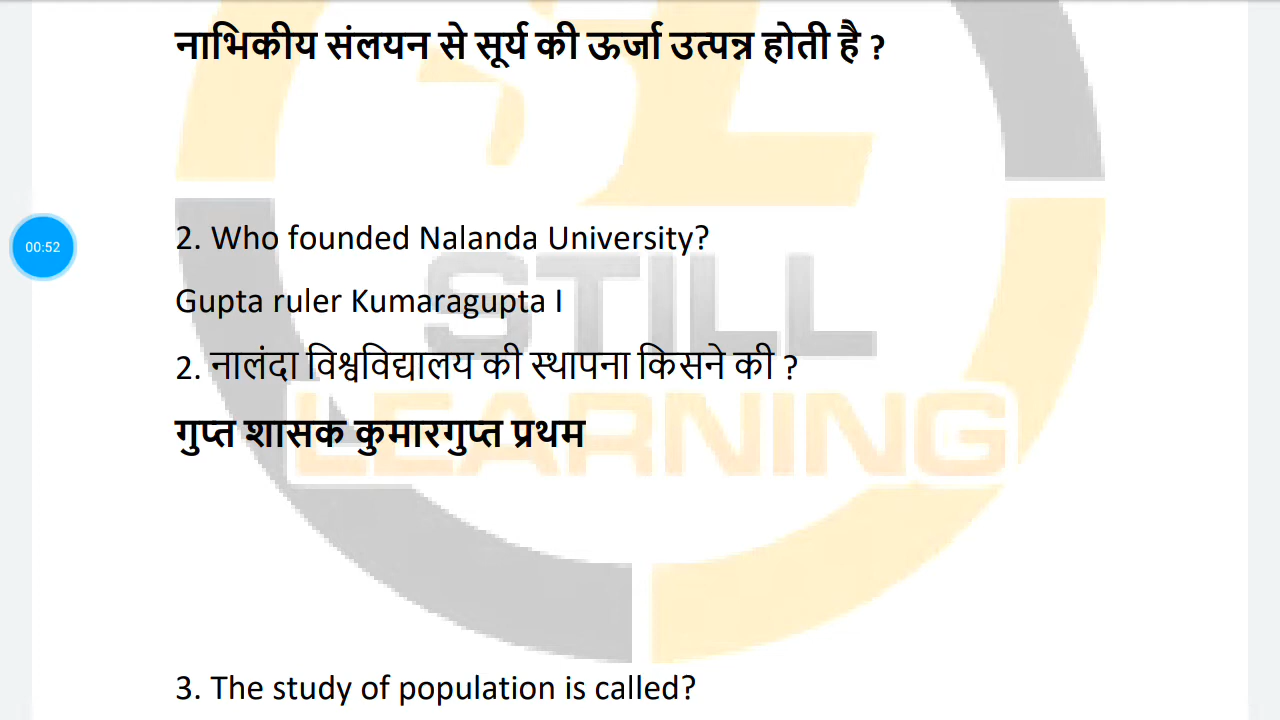 नाभिकीय संलयन से सूर्य की ऊर्जा उत्पन्न होती है ?
2. Who founded Nalanda University?
00:52
Gupta ruler Kumaragupta I
2. नालंदा विश्वविद्यालय की स्थापना किसने की ?
गुप्त शासक कुमारगुप्त प्रथम
STILL
LEARNING
3. The study of population is called?